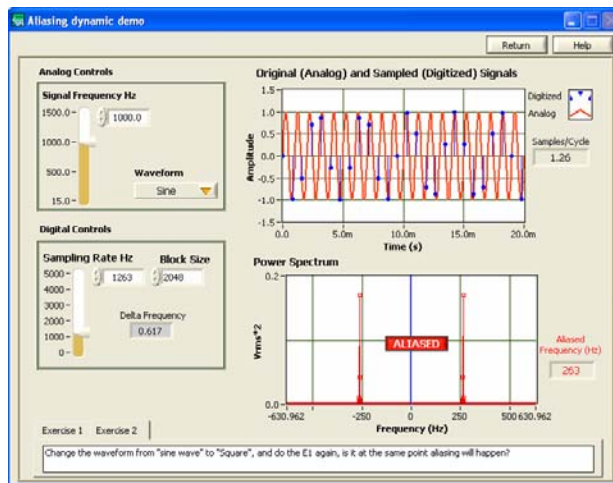 Aliasing dynamic demo
Return
Help
Analog Controls
Signal Frequency Hz
1500.0
1000.0
1000.0
500.0
15.0
Waveform
Sine
Digital Controls
Sampling Rate Hz
Block Size
5000
4000
3000
2000
1000
0
1263
2048
Delta Frequency
0.617
Original (Analog) and Sampled (Digitized) Signals
Amplitude
1.5
1.0
0.5
0.0
-0.5
-1.0
-1.5
0.0
5.0m
10.0m
15.0m
20.0m
Time (s)
Digitized
Analog
Samples/Cycle
1.26
Power Spectrum
Vrms^2
0.2
0.0
ALIASED
-630.962
-250
0
250
500
630.962
Frequency (Hz)
Aliased
Frequency (Hz)
263
Exercise 1
Exercise 2
Change the waveform from "sine wave" to "Square", and do the E1 again, is it at the same point aliasing will happen?